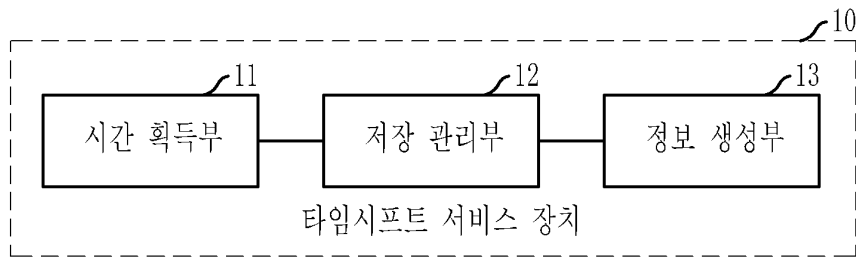 10
11
12
13
시간 획득부
저장 관리부
정보 생성부
타임시프트 서비스 장치